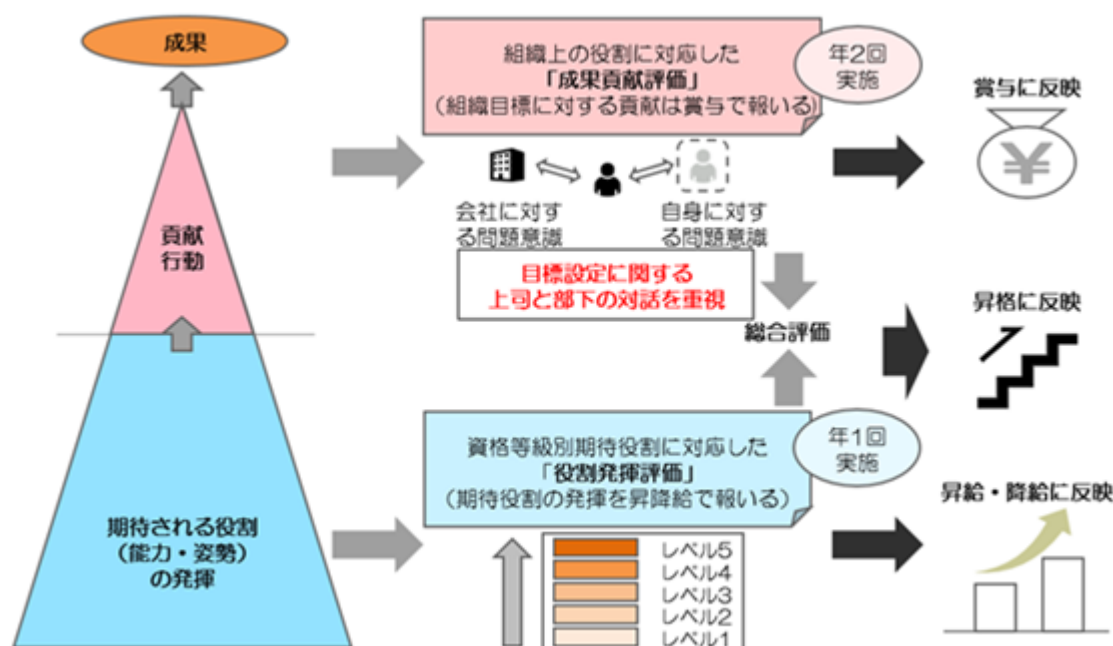 成果
組織上の役割に対応した
「成果貢献評価」
（組織目標に対する貢献は賞与で報いる）
年2回
実施
賞与に反映
¥
会社に対す
る問題意識
自身に対す
る問題意識
貢献
行動
目標設定に関する
上司と部下の対話を重視
総合評価
昇格に反映
資格等級別期待役割に対応した
「役割発揮評価」
（期待役割の発揮を昇降給で報いる）
年1回
実施
昇給・降給に反映
期待される役割
（能力・姿勢）
の発揮
レベル5
レベル4
レベル3
レベル2
レベル1